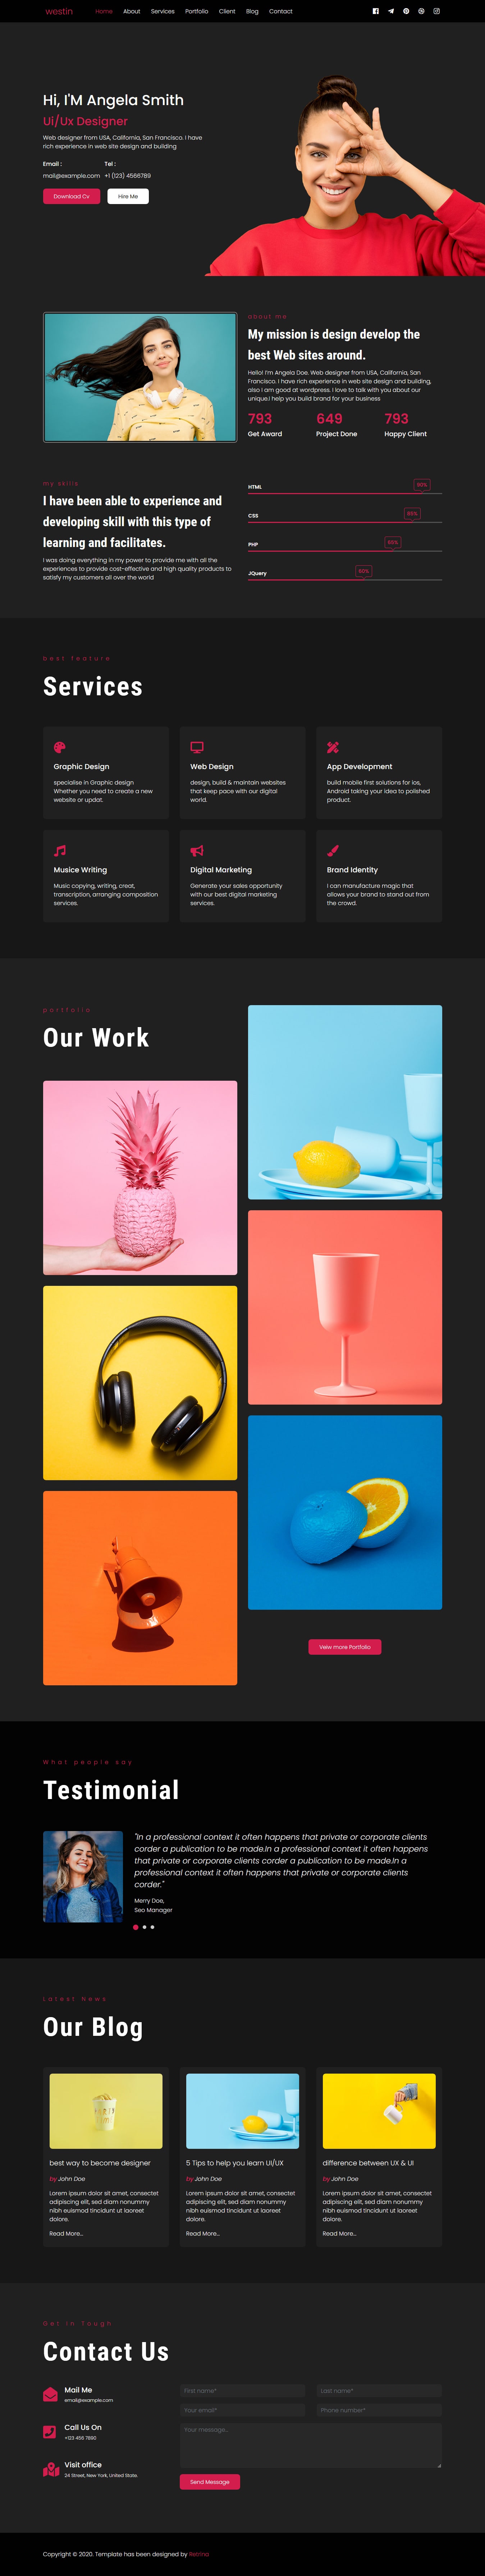 westin Home About Services Portfolio Client Blog Contact
Hi, I'M Angela Smith
Ui/Ux Designer
Web designer from USA, California, San Francisco. I have
rich experience in web site design and building
Email : Tel :
mail@example.com +1 (123) 4566789
Download Cv Hire Me
about me
My mission is design develop the
best Web sites around.
Hello! I'm Angela Doe. Web designer from USA, California, San
Francisco. I have rich experience in web site design and building,
also I am good at wordpress. I love to talk with you about our
unique.I help you build brand for your business
793 649 793
Get Award Project Done Happy Client
my skills
I have been able to experience and
developing skill with this type of
learning and facilitates.
I was doing everything in my power to provide me with all the
experiences to provide cost-effective and high quality products to
satisfy my customers all over the world
HTML 90%
CSS 85%
PHP
JQuery 60%
best feature
Services
Graphic Design
specialise in Graphic design
Whether you need to create a new
website or updat.
Web Design
design, build & maintain websites
that keep pace with our digital
world.
App Development
build mobile first solutions for ios,
Android taking your idea to polished
product.
Musice Writing
Music copying, writing, creat,
transcription, arranging composition
services.
Digital Marketing
Generate your sales opportunity
with our best digital marketing
services.
Brand Identity
I can manufacture magic that
allows your brand to stand out from
the crowd.
portfolio
Our Work
Veiw more Portfolio
What people say
Testimonial
"In a professional context it often happens that private or corporate clients
corder a publication to be made.In a professional context it often happens
that private or corporate clients corder a publication to be made.In a
professional context it often happens that private or corporate clients
corder."
Merry Doe,
Seo Manager
Latest News
Our Blog
best way to become designer
by John Doe
Lorem ipsum dolor sit amet, consectet
adipiscing elit, sed diam nonummy
nibh euismod tincidunt ut laoreet
dolore.
Read More...
5 Tips to help you learn UI/UX
by John Doe
Lorem ipsum dolor sit amet, consectet
adipiscing elit, sed diam nonummy
nibh euismod tincidunt ut laoreet
dolore.
Read More...
difference between UX & UI
by John Doe
Lorem ipsum dolor sit amet, consectet
adipiscing elit, sed diam nonummy
nibh euismod tincidunt ut laoreet
dolore.
Read More...
Get In Tough
Contact Us
Mail Me
email@example.com
Call Us On
+123 456 7890
Visit office
24 Street, New York, United State.
First name* Last name*
Your email* Phone number*
Your message...
Send Message
Copyright © 2020. Template has been designed by Retrina